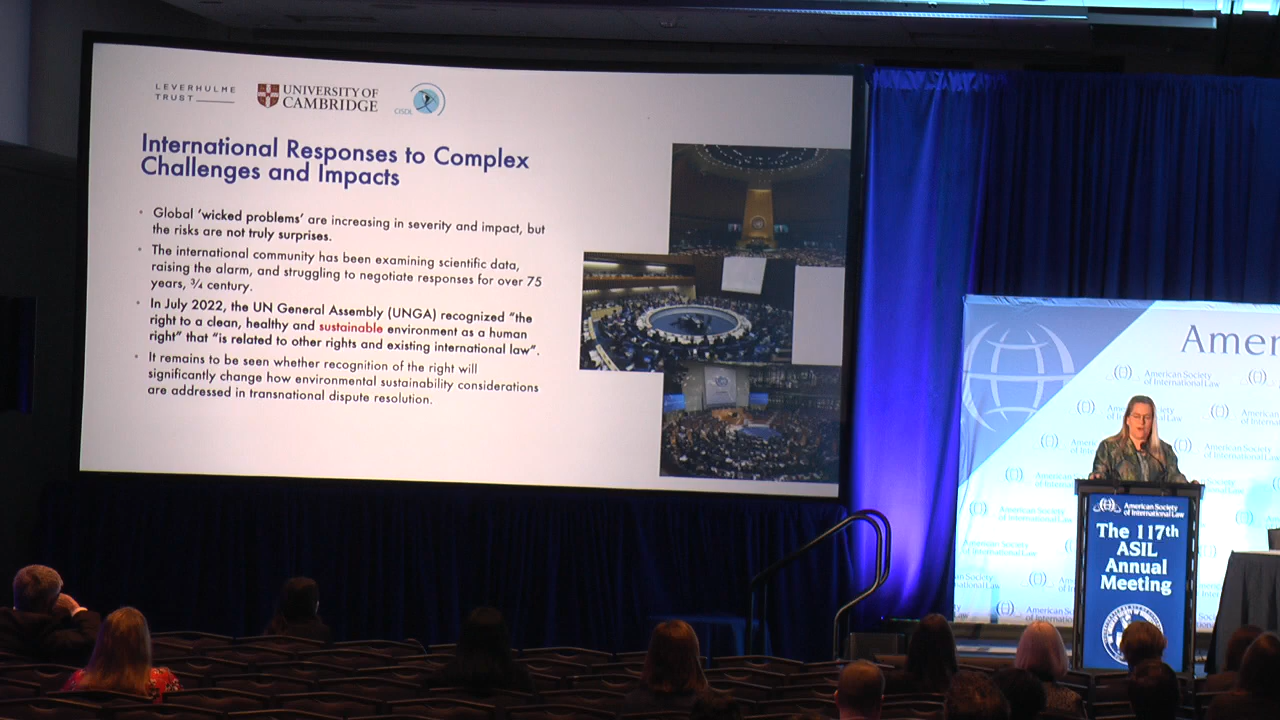 LEVERHULME
TRUST
UNIVERSITY OF
CAMBRIDGE
CISDL
International Responses to Complex
Challenges and Impacts
• Global 'wicked problems' are increasing in severity and impact, but
the risks are not truly surprises.
• The international community has been examining scientific data,
raising the alarm, and struggling to negotiate responses for over 75
years, ¾ century.
• In July 2022, the UN General Assembly (UNGA) recognized "the
right to a clean, healthy and sustainable environment as a human
right" that "is related to other rights and existing international law".
• It remains to be seen whether recognition of the right will
significantly change how environmental sustainability considerations
are addressed in transnational dispute resolution.
Amer
American Society
of International Law
American Society
of International Law
The 117th
ASIL
Annual
Meeting